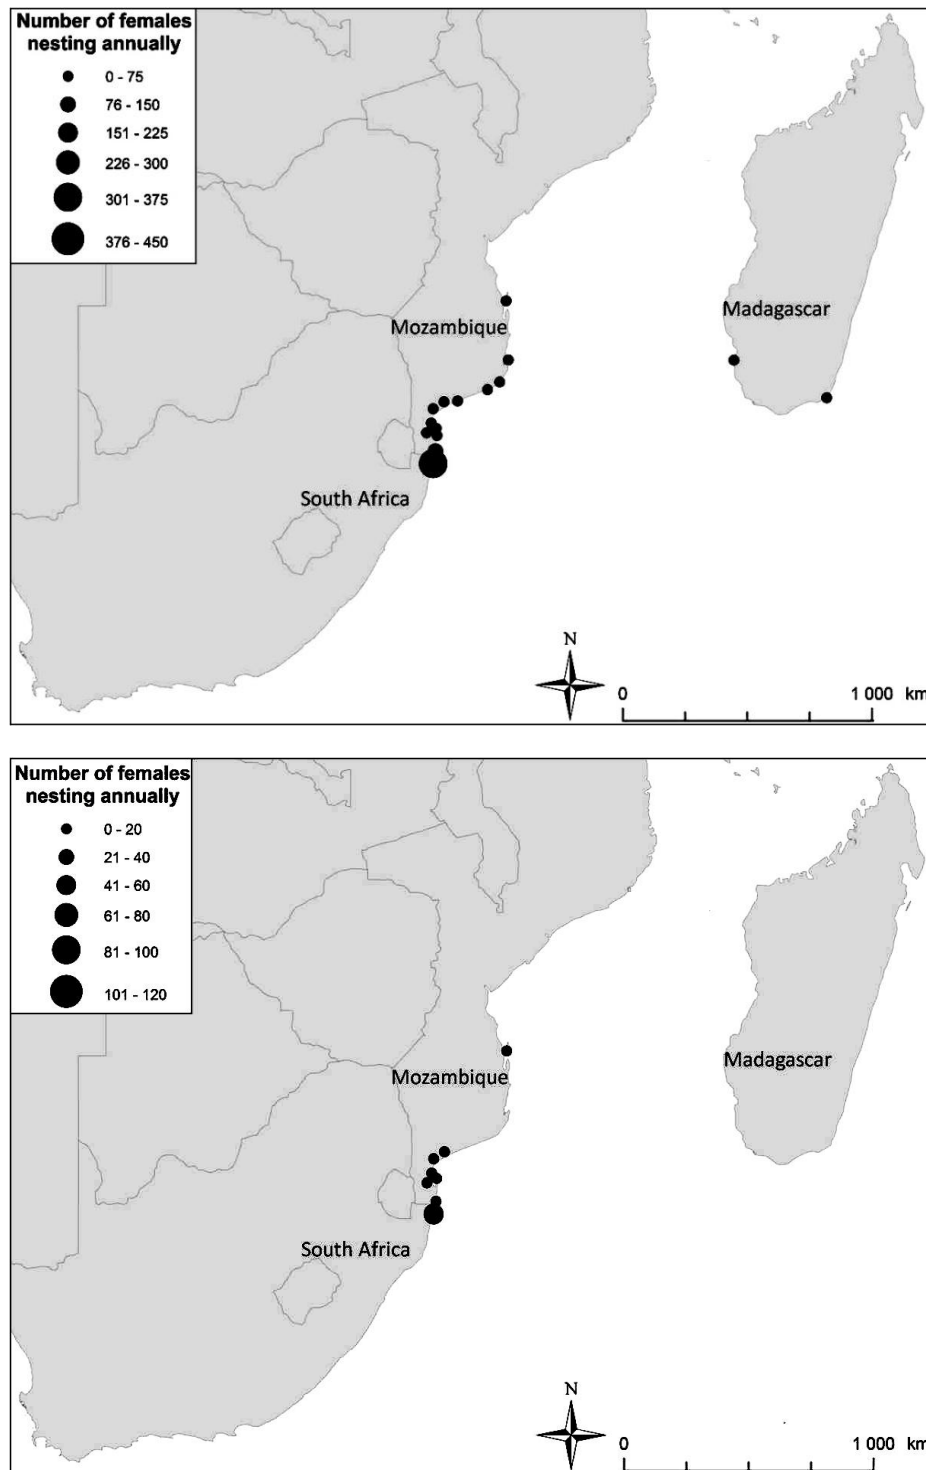 Number of females
nesting annually
0 - 75
76 - 150
151 - 225
226 - 300
301 - 375
376 - 450
Madagascar
Mozambique
South Africa
N
0 1 000 km
Number of females
nesting annually
0 - 20
21 - 40
41 - 60
61 - 80
81 - 100
101 - 120
Madagascar
Mozambique
South Africa
N
0 1 000 km